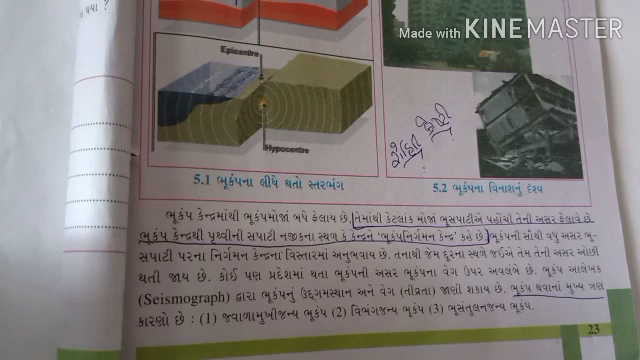 Made with KINEMASTER
થયા ?
Epicentre
Hypocentre
5.1 ભૂકંપના લીધે થતો સ્તરભંગ
5.2 ભૂકંપના વિનાશનું દૃશ્ય
ભૂકંપ કેન્દ્રમાંથી ભૂકંપમોજાં બધે ફેલાય છે. તેમાંથી કેટલાંક મોજાં ભૂસપાટીએ પહોંચી તેની અસર ફેલાવે છે.
ભૂકંપ કેન્દ્રથી પૃથ્વીની સપાટી નજીકના સ્થળ કે કેન્દ્રને 'ભૂકંપનિર્ગમન કેન્દ્ર' કહે છે. ભૂકંપની સૌથી વધુ અસર ભૂ-
સપાટી પરના નિર્ગમન કેન્દ્રના વિસ્તારમાં અનુભવાય છે. તેનાથી જેમ દૂરના સ્થળે જઈએ તેમ તેની અસર ઓછી
થતી જાય છે. કોઈ પણ પ્રદેશમાં થતા ભૂકંપની અસર ભૂકંપના વેગ ઉપર અવલંબે છે. ભૂકંપ આલેખક
(Seismograph) દ્વારા ભૂકંપનું ઉદ્ગમસ્થાન અને વેગ (તીવ્રતા) જાણી શકાય છે. ભૂકંપ થવાનાં મુખ્ય ત્રણ
કારણો છે : (1) જ્વાળામુખીજન્ય ભૂકંપ (2) વિભંગજન્ય ભૂકંપ (3) ભૂસંતુલનજન્ય ભૂકંપ.
23